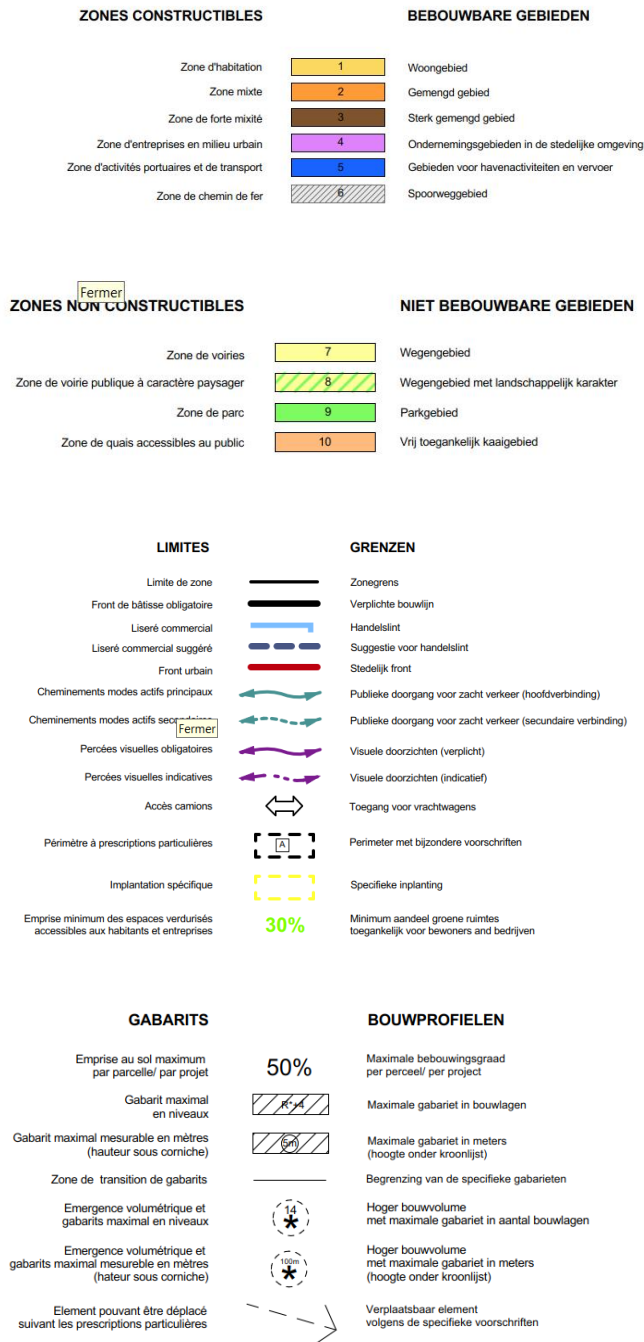 ZONES CONSTRUCTIBLES BEBOUWBARE GEBIEDEN
Zone d'habitation 1 Woongebied
Zone mixte 2 Gemengd gebied
Zone de forte mixité 3 Sterk gemengd gebied
Zone d'entreprises en milieu urbain 4 Ondernemingsgebieden in de stedelijke omgeving
Zone d'activités portuaires et de transport 5 Gebieden voor havenactiviteiten en vervoer
Zone de chemin de fer 6 Spoorweggebied
Fermer
ZONES NON CONSTRUCTIBLES NIET BEBOUWBARE GEBIEDEN
Zone de voiries 7 Wegengebied
Zone de voirie publique à caractère paysager 8 Wegengebied met landschappelijk karakter
Zone de parc 9 Parkgebied
Zone de quais accessibles au public 10 Vrij toegankelijk kaaigebied
LIMITES GRENZEN
Limite de zone Zonegrens
Front de bâtisse obligatoire Verplichte bouwlijn
Liseré commercial Handelslint
Liseré commercial suggéré Suggestie voor handelslint
Front urbain Stedelijk front
Cheminements modes actifs principaux Publieke doorgang voor zacht verkeer (hoofdverbinding)
Cheminements modes actifs secondaires Publieke doorgang voor zacht verkeer (secundaire verbinding)
Fermer
Percées visuelles obligatoires Visuele doorzichten (verplicht)
Percées visuelles indicatives Visuele doorzichten (indicatief)
Accès camions Toegang voor vrachtwagens
Périmètre à prescriptions particulières A Perimeter met bijzondere voorschriften
Implantation spécifique Specifieke inplanting
Emprise minimum des espaces verdurisés 30% Minimum aandeel groene ruimtes
accessibles aux habitants et entreprises toegankelijk voor bewoners and bedrijven
GABARITS BOUWPROFIELEN
Emprise au sol maximum 50% Maximale bebouwingsgraad
par parcelle/ par projet per perceel/ per project
Gabarit maximal R*+4 Maximale gabariet in bouwlagen
en niveaux
Gabarit maximal mesurable en mètres 5m Maximale gabariet in meters
(hauteur sous corniche) (hoogte onder kroonlijst)
Zone de transition de gabarits Begrenzing van de specifieke gabarieten
Emergence volumétrique et 14 Hoger bouwvolume
gabarits maximal en niveaux * met maximale gabariet in aantal bouwlagen
Emergence volumétrique et 100m Hoger bouwvolume
gabarits maximal mesureble en mètres * met maximale gabariet in meters
(hateur sous corniche) (hoogte onder kroonlijst)
Element pouvant être déplacé Verplaatsbaar element
suivant les prescriptions particulières volgens de specifieke voorschriften